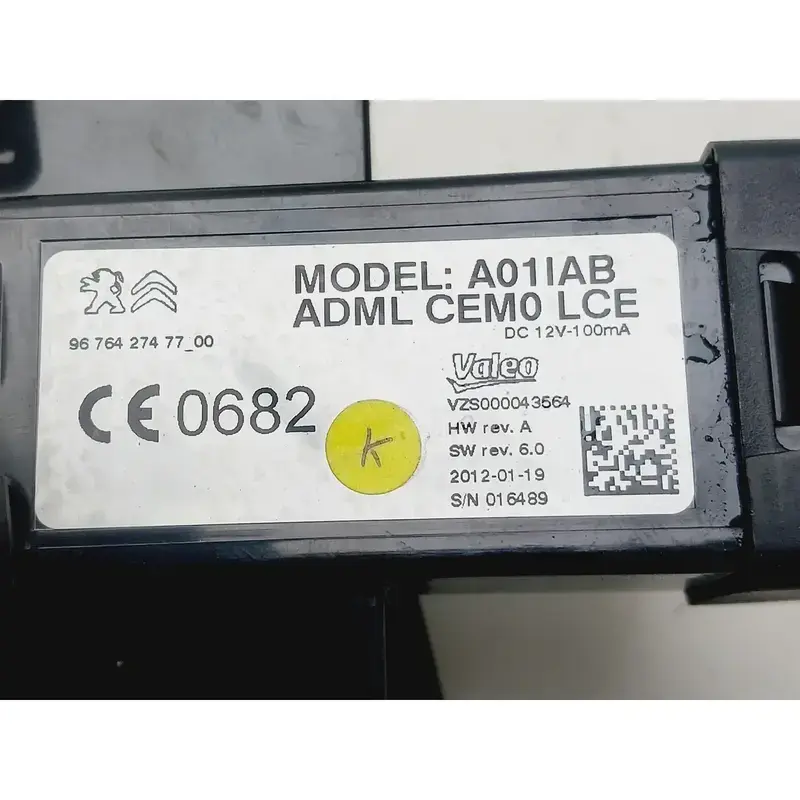 MODEL: A01IAB
ADML CEM0 LCE
DC 12V-100mA
96 764 274 77_00
CE 0682
K
Valeo
VZS000043564
HW rev. A
SW rev. 6.0
2012-01-19
S/N 016489